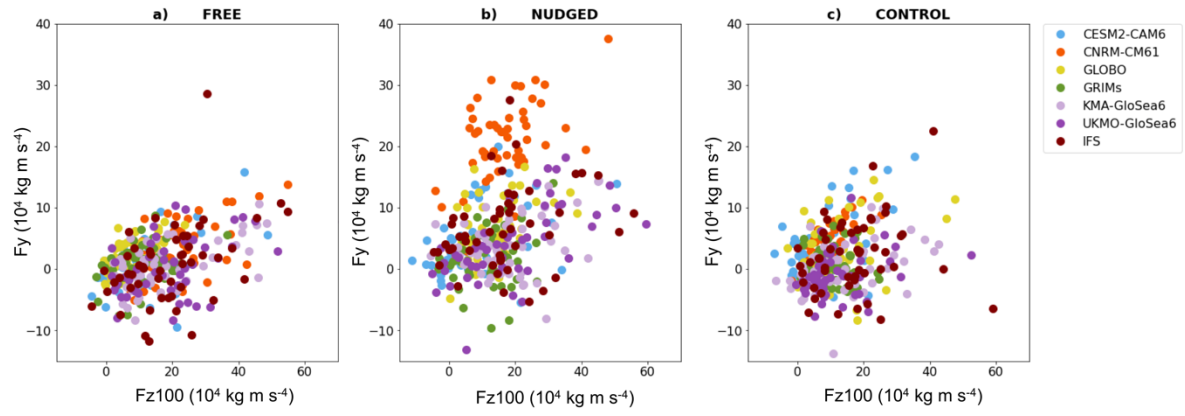 a) FREE
b) NUDGED
c) CONTROL
40
30
20
10
0
−10
Fy (10⁴ kg m s⁻⁴)
0 20 40 60
Fz100 (10⁴ kg m s⁻⁴)
40
30
20
10
0
−10
Fy (10⁴ kg m s⁻⁴)
0 20 40 60
Fz100 (10⁴ kg m s⁻⁴)
40
30
20
10
0
−10
Fy (10⁴ kg m s⁻⁴)
0 20 40 60
Fz100 (10⁴ kg m s⁻⁴)
CESM2-CAM6
CNRM-CM61
GLOBO
GRIMs
KMA-GloSea6
UKMO-GloSea6
IFS